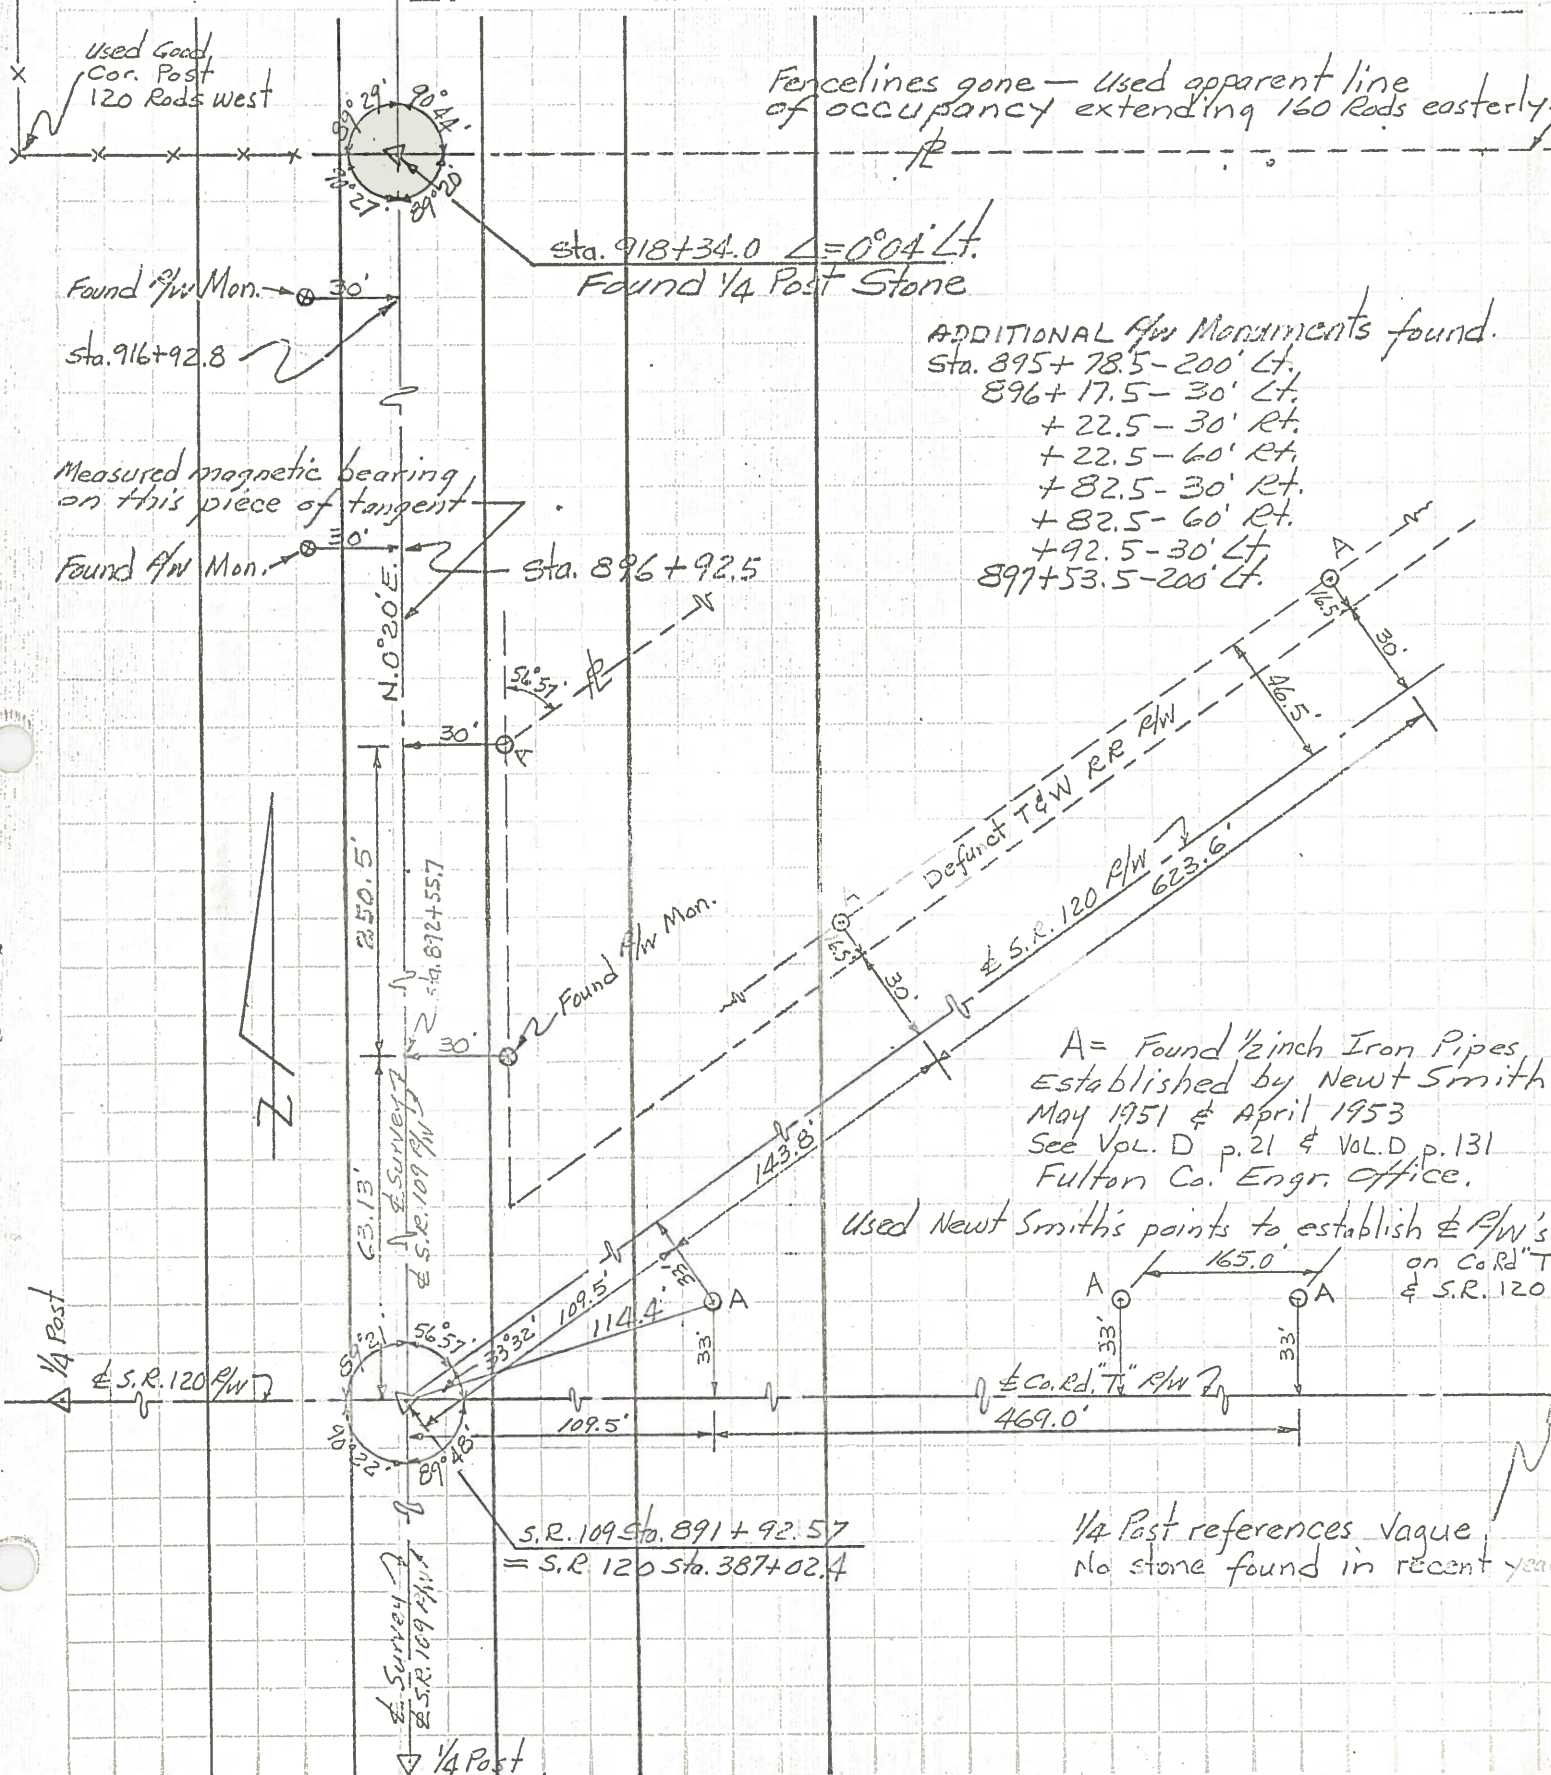 Used Good
Cor. Post
120 Rods west
89° 29'
90° 44'
90° 27'
89° 20'
Fencelines gone — Used apparent line
of occupancy extending 160 Rods easterly
Sta. 918+34.0 ∠=0°04' Lt.
Found 1/4 Post Stone
Found R/W Mon.
30'
Sta. 916+92.8
ADDITIONAL R/W Monuments found.
Sta. 895+78.5-200' Lt.
896+17.5-30' Lt.
+22.5-30' Rt.
+22.5-60' Rt.
+82.5-30' Rt.
+82.5-60' Rt.
+92.5-30' Lt.
897+53.5-200' Lt.
Measured magnetic bearing
on this piece of tangent
Found R/W Mon.
30'
Sta. 896+92.5
N.0°20'E.
56°57'
30'
A
A
16.5'
30'
46.5'
Defunct T&W RR R/W
℄ S.R. 120 R/W
623.6'
250.5'
Sta. 892+55.7
Found R/W Mon.
30'
16.5'
30'
A= Found 1/2 inch Iron Pipes
Established by Newt Smith
May 1951 & April 1953
See VOL. D p.21 & VOL.D p.131
Fulton Co. Engr. Office.
143.8'
63.13'
℄ Survey
℄ S.R. 109 R/W
Used Newt Smith's points to establish ℄ R/W's
on Co Rd "T"
& S.R. 120
165.0'
A
A
33'
33'
1/4 Post
℄ S.R. 120 R/W
89°21'
56°57'
33°32'
109.5'
114.4'
33'
A
33'
℄ Co. Rd. "T" R/W
109.5'
469.0'
90°22'
89°48'
S.R. 109 Sta. 891+92.57
= S.R. 120 Sta. 387+02.4
1/4 Post references Vague
No stone found in recent
℄ Survey
℄ S.R. 109 R/W
1/4 Post